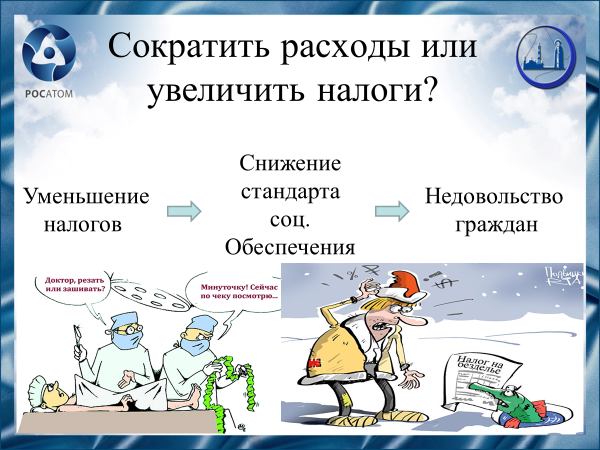 РОСАТОМ
Сократить расходы или
увеличить налоги?
Уменьшение
налогов
Снижение
стандарта
соц.
Обеспечения
Недовольство
граждан
Доктор, резать
или зашивать?
Минуточку! Сейчас
по чеку посмотрю...
Налог на
безделье